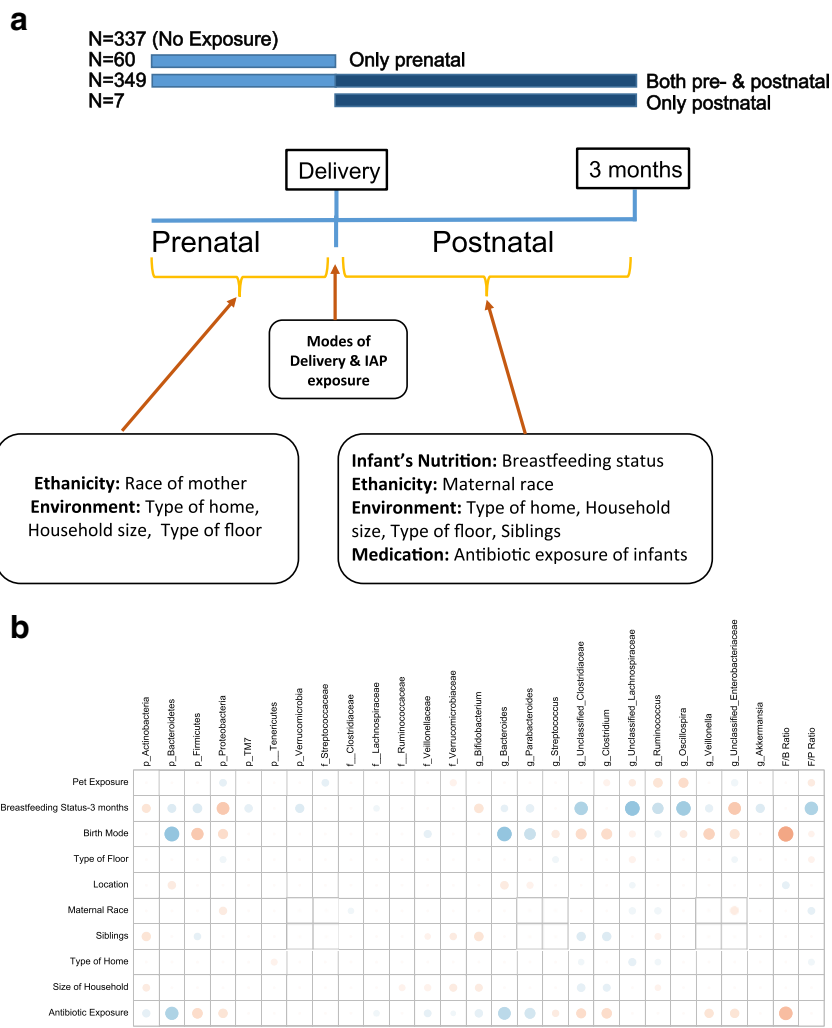 a
N=337 (No Exposure)
N=60 Only prenatal
N=349 Both pre- & postnatal
N=7 Only postnatal
Delivery
3 months
Prenatal
Postnatal
Modes of
Delivery & IAP
exposure
Ethanicity: Race of mother
Environment: Type of home,
Household size, Type of floor
Infant's Nutrition: Breastfeeding status
Ethanicity: Maternal race
Environment: Type of home, Household
size, Type of floor, Siblings
Medication: Antibiotic exposure of infants
b
p_Actinobacteria
p_Bacteroidetes
p_Firmicutes
p_Proteobacteria
p_TM7
p__Tenericutes
p_Verrucomicrobia
f_Streptococcaceae
f__Clostridiaceae
f__Lachnospiraceae
f__Ruminococcaceae
f_Veillonellaceae
f_Verrucomicrobiaceae
g_Bifidobacterium
g_Bacteroides
g_Parabacteroides
g_Streptococcus
g_Unclassified_Clostridiaceae
g_Clostridium
g_Unclassified_Lachnospiraceae
g_Ruminococcus
g_Oscillospira
g_Veillonella
g_Unclassified_Enterobacteriaceae
g_Akkermansia
F/B Ratio
F/P Ratio
Pet Exposure
Breastfeeding Status-3 months
Birth Mode
Type of Floor
Location
Maternal Race
Siblings
Type of Home
Size of Household
Antibiotic Exposure